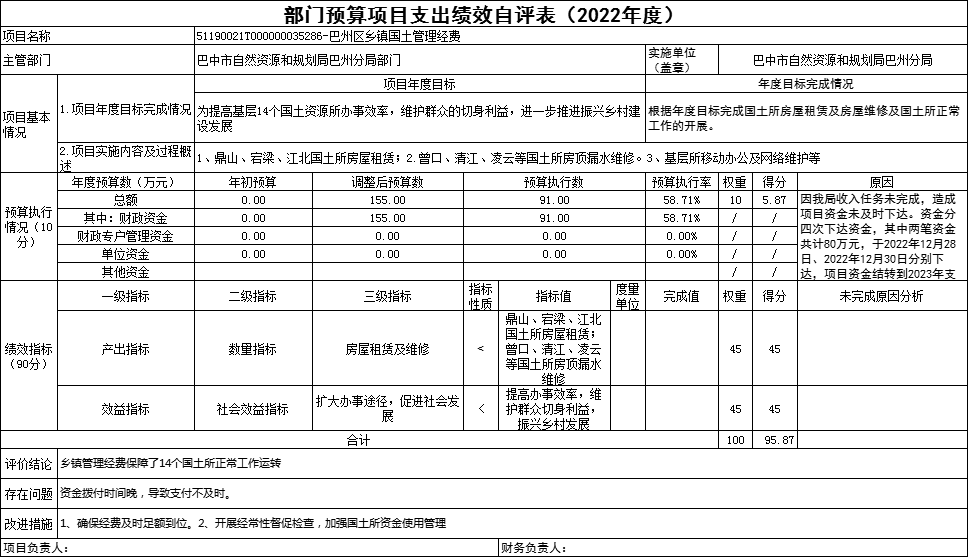 部门预算项目支出绩效自评表（2022年度）
项目名称 51190021T000000035286-巴州区乡镇国土管理经费
主管部门 巴中市自然资源和规划局巴州分局部门 实施单位（盖章） 巴中市自然资源和规划局巴州分局
项目基本情况
项目年度目标 年度目标完成情况
1.项目年度目标完成情况
为提高基层14个国土资源所办事效率，维护群众的切身利益，进一步推进振兴乡村建
设发展
根据年度目标完成国土所房屋租赁及房屋维修及国土所正常
工作的开展。
2.项目实施内容及过程概
述
1、鼎山、宕梁、江北国土所房屋租赁；2.曾口、清江、凌云等国土所房顶漏水维修。3、基层所移动办公及网络维护等
预算执行情况（10分）
年度预算数（万元） 年初预算 调整后预算数 预算执行数 预算执行率 权重 得分 原因
总额 0.00 155.00 91.00 58.71% 10 5.87
其中：财政资金 0.00 155.00 91.00 58.71% / /
财政专户管理资金 0.00 0.00 0.00 0.00% / /
单位资金 0.00 0.00 0.00 0.00% / /
其他资金 / /
因我局收入任务未完成，造成
项目资金未及时下达。资金分
四次下达资金，其中两笔资金
共计80万元，于2022年12月28
日、2022年12月30日分别下
达，项目资金结转到2023年支
绩效指标（90分）
一级指标 二级指标 三级指标 指标性质 指标值 度量单位 完成值 权重 得分 未完成原因分析
产出指标 数量指标 房屋租赁及维修 ＜
鼎山、宕梁、江北
国土所房屋租赁；
曾口、清江、凌云
等国土所房顶漏水
维修
45 45
效益指标 社会效益指标
扩大办事途径，促进社会发
展
＜
提高办事效率，维
护群众切身利益，
振兴乡村发展
45 45
合计 100 95.87
评价结论 乡镇管理经费保障了14个国土所正常工作运转
存在问题 资金拨付时间晚，导致支付不及时。
改进措施 1、确保经费及时足额到位。2、开展经常性督促检查，加强国土所资金使用管理
项目负责人： 财务负责人：